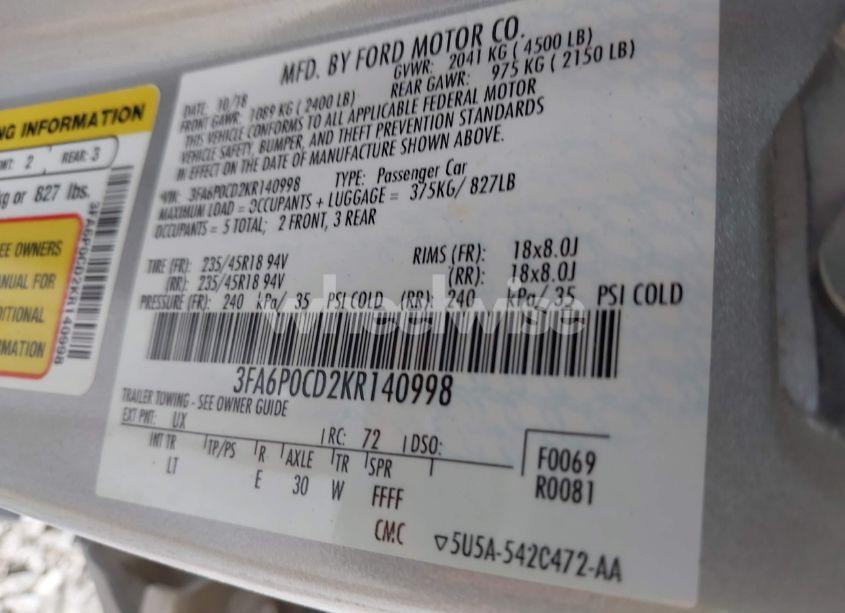 NG INFORMATION
2 REAR: 3
kg or 827 lbs.
EE OWNERS
ANUAL FOR
DITIONAL
RMATION
3FA6P0CD2KR140998
MFD. BY FORD MOTOR CO.
DATE: 10/18 GVWR: 2041 KG ( 4500 LB)
FRONT GAWR: 1089 KG ( 2400 LB) REAR GAWR: 975 KG ( 2150 LB)
THIS VEHICLE CONFORMS TO ALL APPLICABLE FEDERAL MOTOR
VEHICLE SAFETY, BUMPER, AND THEFT PREVENTION STANDARDS
IN EFFECT ON THE DATE OF MANUFACTURE SHOWN ABOVE.
VIN: 3FA6P0CD2KR140998 TYPE: Passenger Car
MAXIMUM LOAD = OCCUPANTS + LUGGAGE = 375KG/ 827LB
OCCUPANTS = 5 TOTAL; 2 FRONT, 3 REAR
TIRE (FR): 235/45R18 94V RIMS (FR): 18x8.0J
(RR): 235/45R18 94V (RR): 18x8.0J
PRESSURE (FR): 240 kPa/ 35 PSI COLD (RR): 240 kPa/ 35 PSI COLD
wheelwise
3FA6P0CD2KR140998
TRAILER TOWING - SEE OWNER GUIDE
EXT PNT: UX RC: 72 DSO:
INT TR TP/PS R AXLE TR SPR F0069
LT E 30 W FFFF R0081
CMC ▽5U5A-542C472-AA